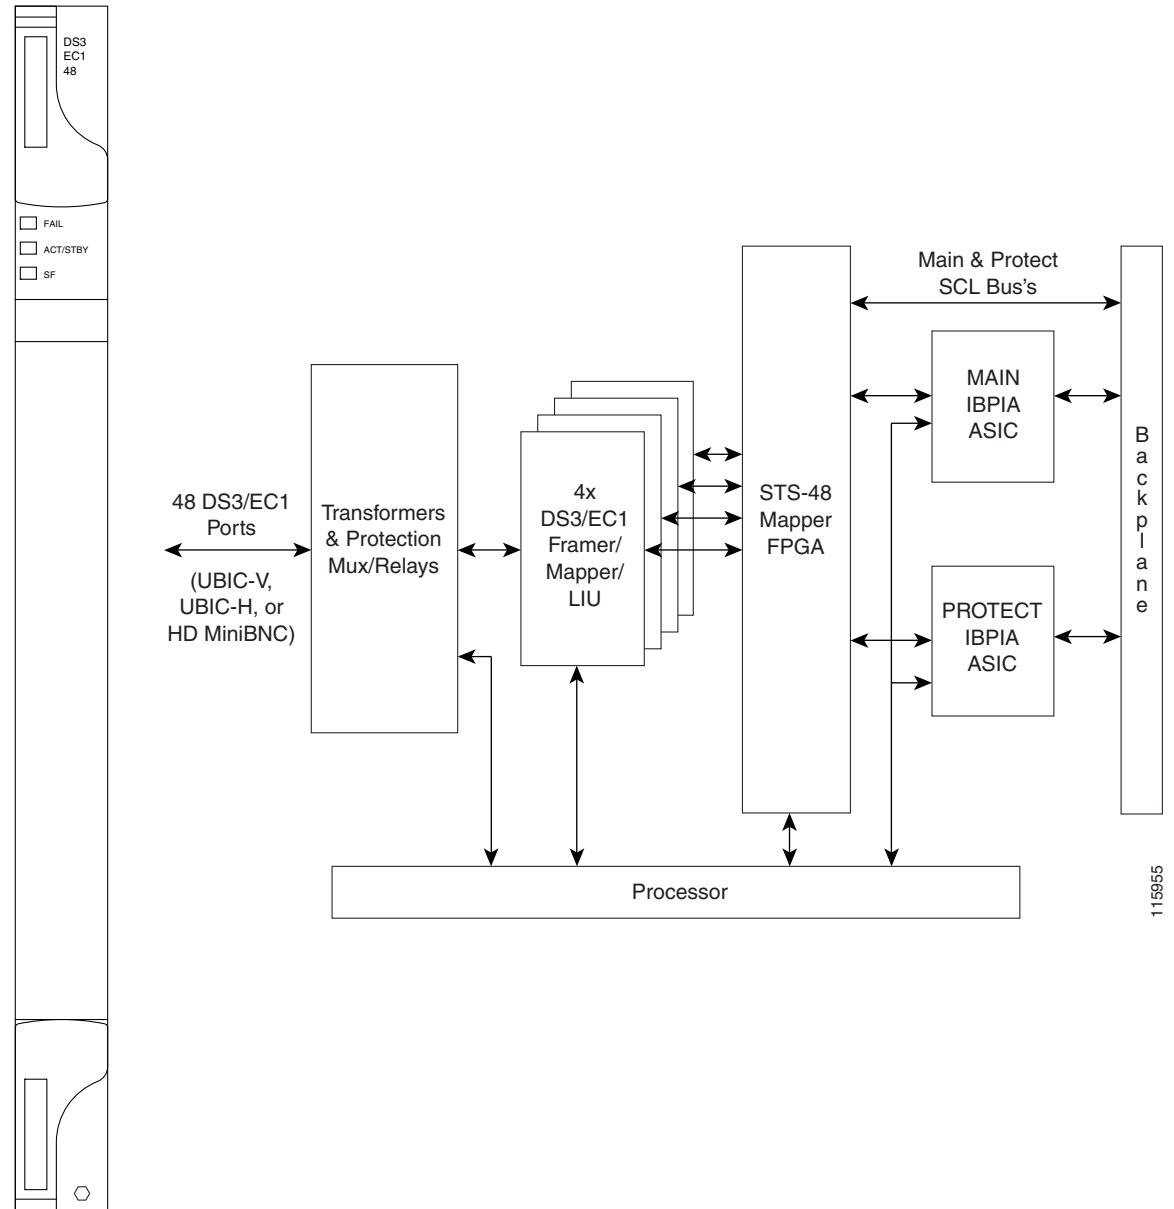 DS3
EC1
48
FAIL
ACT/STBY
SF
48 DS3/EC1
Ports
(UBIC-V,
UBIC-H, or
HD MiniBNC)
Transformers
& Protection
Mux/Relays
4x
DS3/EC1
Framer/
Mapper/
LIU
STS-48
Mapper
FPGA
Main & Protect
SCL Bus's
MAIN
IBPIA
ASIC
PROTECT
IBPIA
ASIC
Backplane
Processor
115955